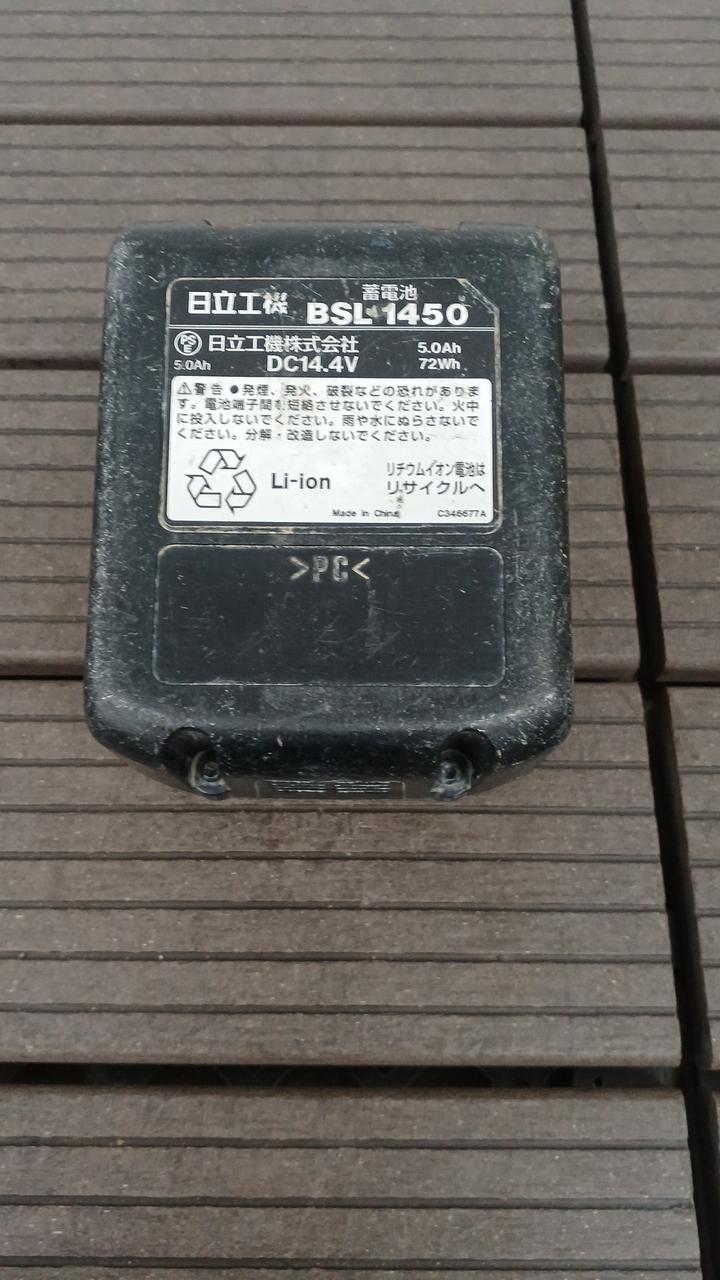 蓄電池
日立工機 BSL 1450
PSE 日立工機株式会社 5.0Ah
5.0Ah DC14.4V 72Wh
⚠警告 ●発煙、発火、破裂などの恐れがありま
す。電池端子間を短絡させないでください。火中
に投入しないでください。雨や水にぬらさないで
ください。分解・改造しないでください。
Li-ion
リチウムイオン電池は
リサイクルへ
Made in China C346677A
>PC<